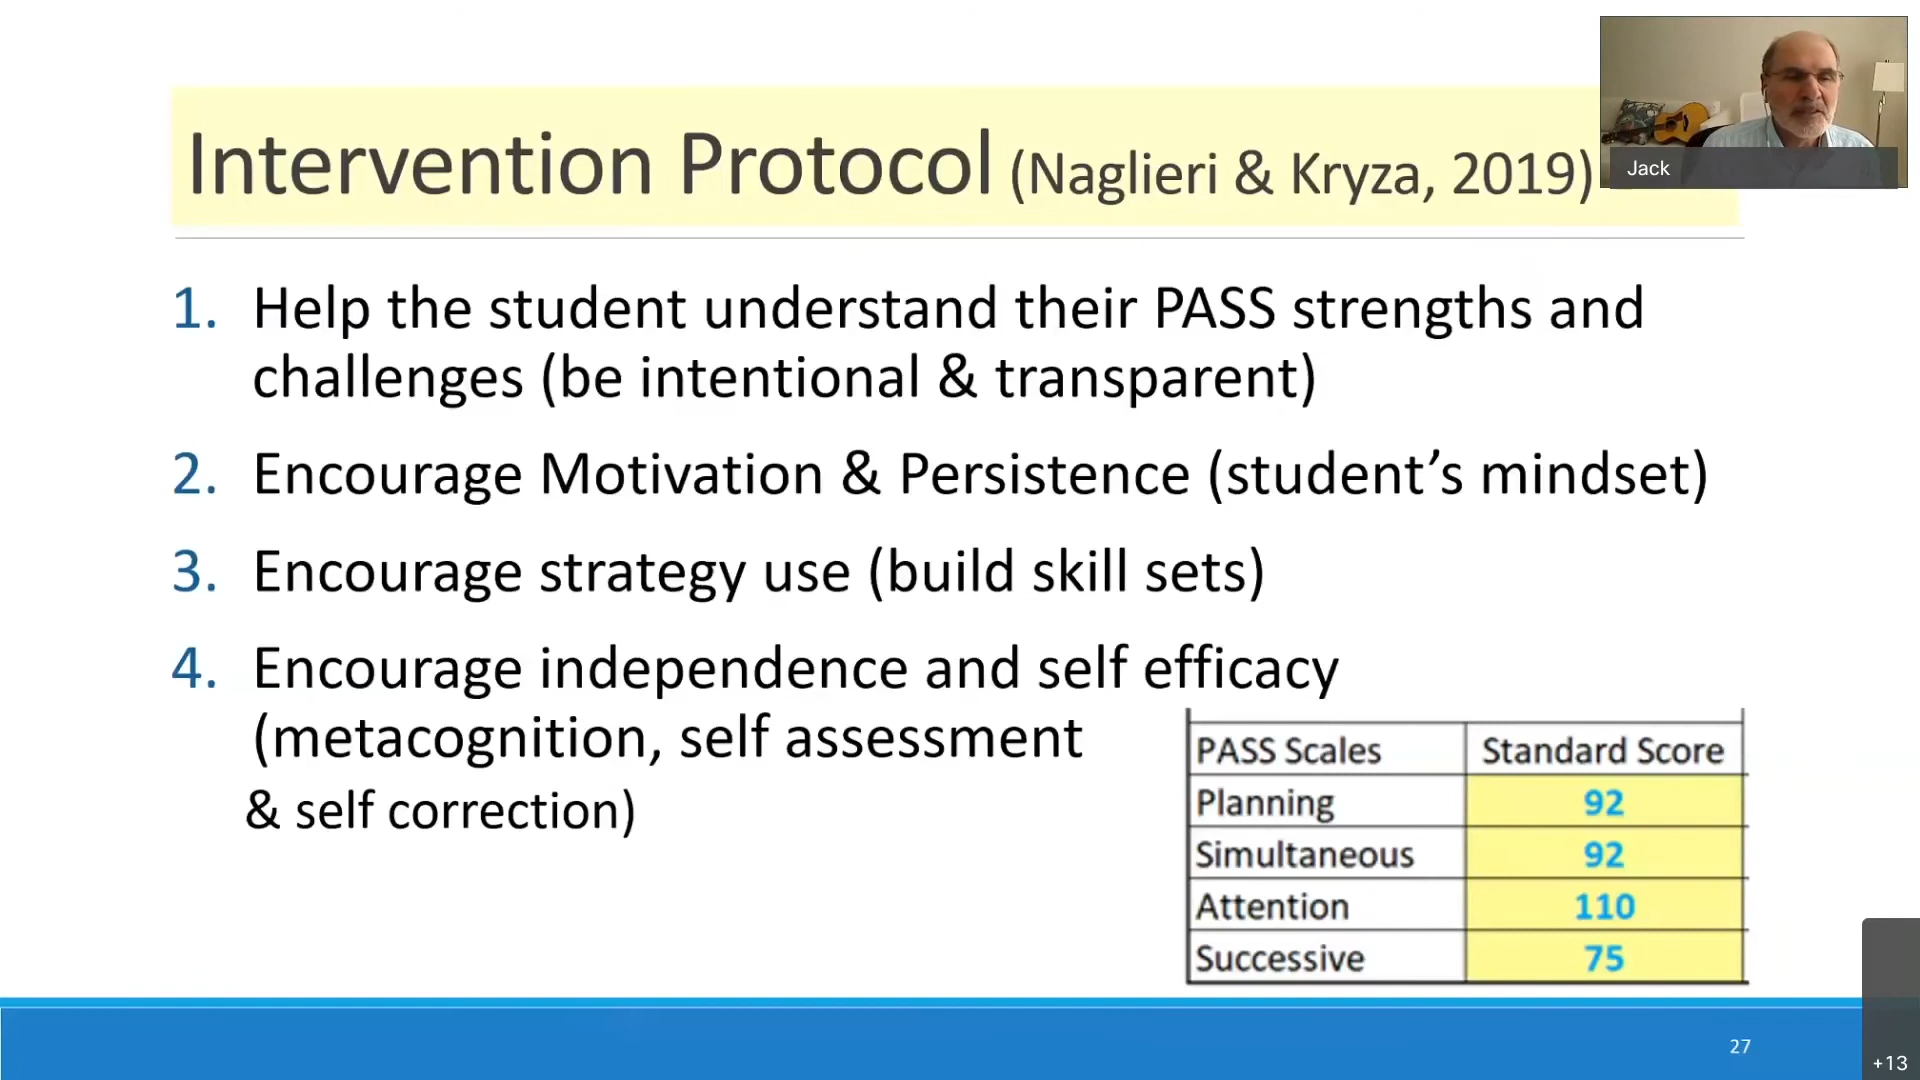 Intervention Protocol (Naglieri & Kryza, 2019)
Jack
1. Help the student understand their PASS strengths and
challenges (be intentional & transparent)
2. Encourage Motivation & Persistence (student’s mindset)
3. Encourage strategy use (build skill sets)
4. Encourage independence and self efficacy
(metacognition, self assessment
& self correction)
PASS Scales Standard Score
Planning 92
Simultaneous 92
Attention 110
Successive 75
27
+13